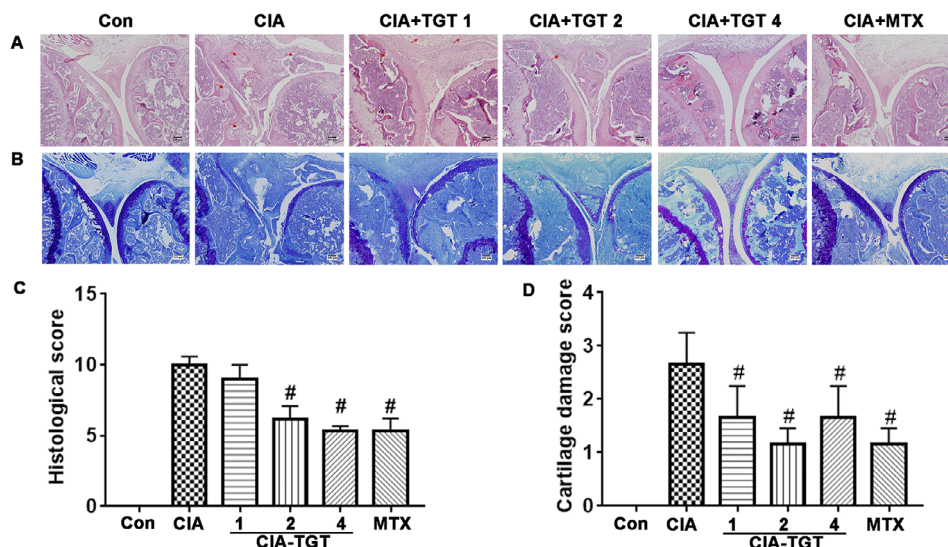 Con CIA CIA+TGT 1 CIA+TGT 2 CIA+TGT 4 CIA+MTX
A
B
C
15
10
5
0
Histological score
# # #
Con CIA 1 2 4 MTX
CIA-TGT
D
4
3
2
1
0
Cartilage damage score
# # # #
Con CIA 1 2 4 MTX
CIA-TGT